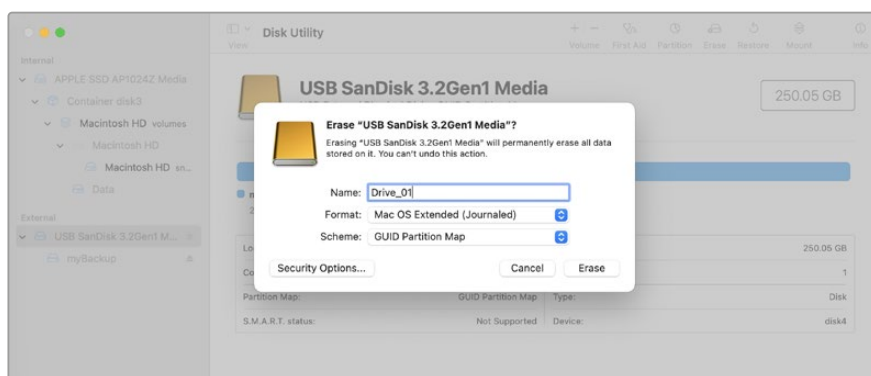 Disk Utility
View
Volume First Aid Partition Erase Restore Mount Info
Internal
APPLE SSD AP1024Z Media
Container disk3
Macintosh HD volumes
Macintosh HD
Macintosh HD sn...
Data
External
USB SanDisk 3.2Gen1 M...
myBackup
USB SanDisk 3.2Gen1 Media
250.05 GB
Erase “USB SanDisk 3.2Gen1 Media”?
Erasing “USB SanDisk 3.2Gen1 Media” will permanently erase all data
stored on it. You can't undo this action.
Name: Drive_01
Format: Mac OS Extended (Journaled)
Scheme: GUID Partition Map
Security Options... Cancel Erase
250.05 GB
1
Partition Map: GUID Partition Map Type: Disk
S.M.A.R.T. status: Not Supported Device: disk4